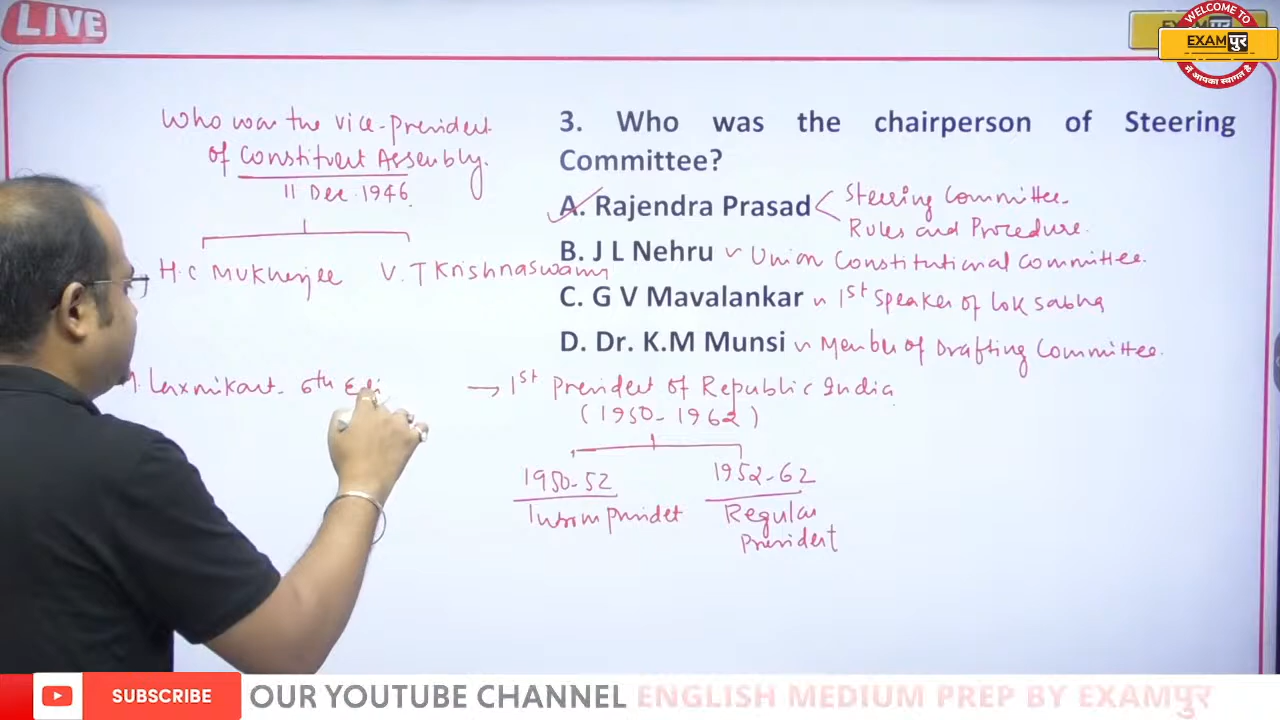 LIVE
WELCOME TO
EXAMपुर
में आपका स्वागत है
Who was the vice-president
of Constituent Assembly.
11 Dec. 1946.
H.C Mukherjee V.T Krishnaswami
M. Laxmikant - 6th Edi
3. Who was the chairperson of Steering
Committee?
A. Rajendra Prasad
Steering Committee.
Rules and Procedure.
B. J L Nehru Union Constitutional Committee.
C. G V Mavalankar 1st Speaker of lok sabha
D. Dr. K.M Munsi Member of Drafting Committee.
→ 1st President of Republic India
(1950-1962)
1950-52 1952-62
Regular
President
SUBSCRIBE OUR YOUTUBE CHANNEL ENGLISH MEDIUM PREP BY EXAMपुर